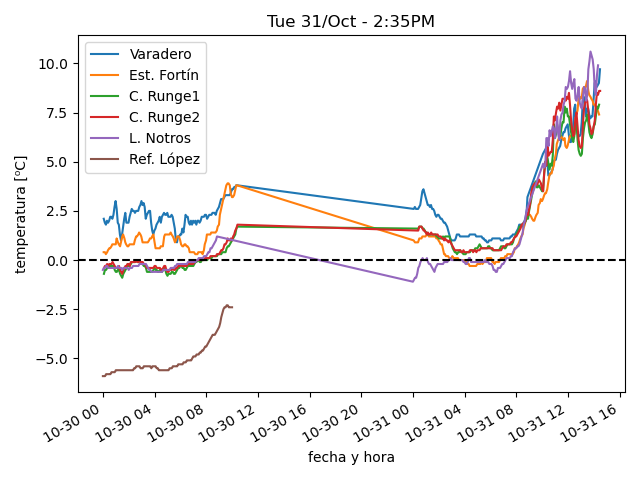 Tue 31/Oct - 2:35PM
Varadero
Est. Fortín
C. Runge1
C. Runge2
L. Notros
Ref. López
temperatura [°C]
10.0
7.5
5.0
2.5
0.0
−2.5
−5.0
10-30 00
10-30 04
10-30 08
10-30 12
10-30 16
10-30 20
10-31 00
10-31 04
10-31 08
10-31 12
10-31 16
fecha y hora